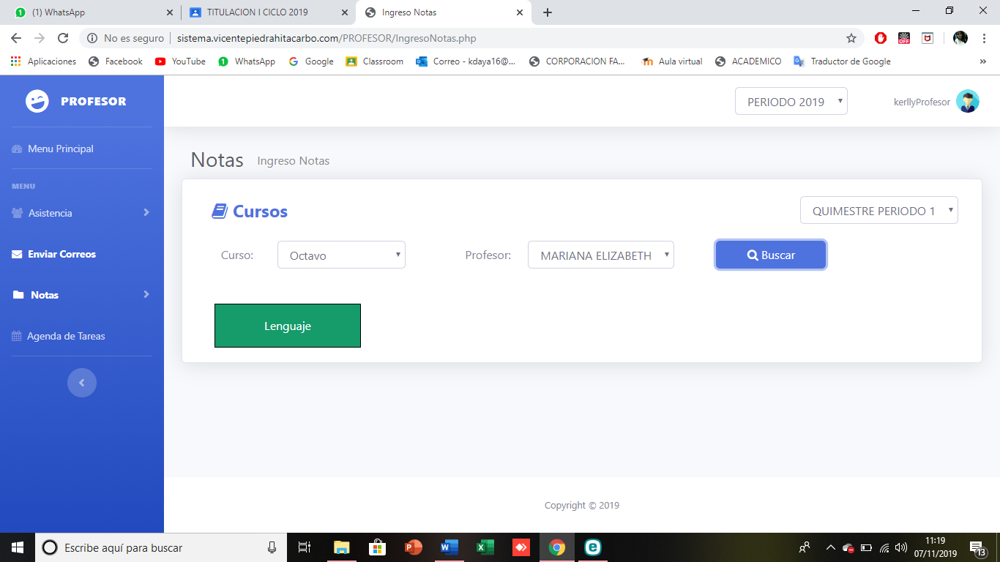 (1) WhatsApp
TITULACION I CICLO 2019
Ingreso Notas
No es seguro
sistema.vicentepiedrahitacarbo.com/PROFESOR/IngresoNotas.php
OFF
Aplicaciones
Facebook
YouTube
1
WhatsApp
Google
Classroom
Correo - kdaya16@...
CORPORACION FA...
Aula virtual
ACADEMICO
Traductor de Google
»
PROFESOR
PERIODO 2019
kerllyProfesor
Menu Principal
MENU
Asistencia
Enviar Correos
Notas
Agenda de Tareas
Notas
Ingreso Notas
Cursos
QUIMESTRE PERIODO 1
Curso:
Octavo
Profesor:
MARIANA ELIZABETH
Buscar
Lenguaje
Copyright © 2019
Escribe aquí para buscar
11:19
07/11/2019
13